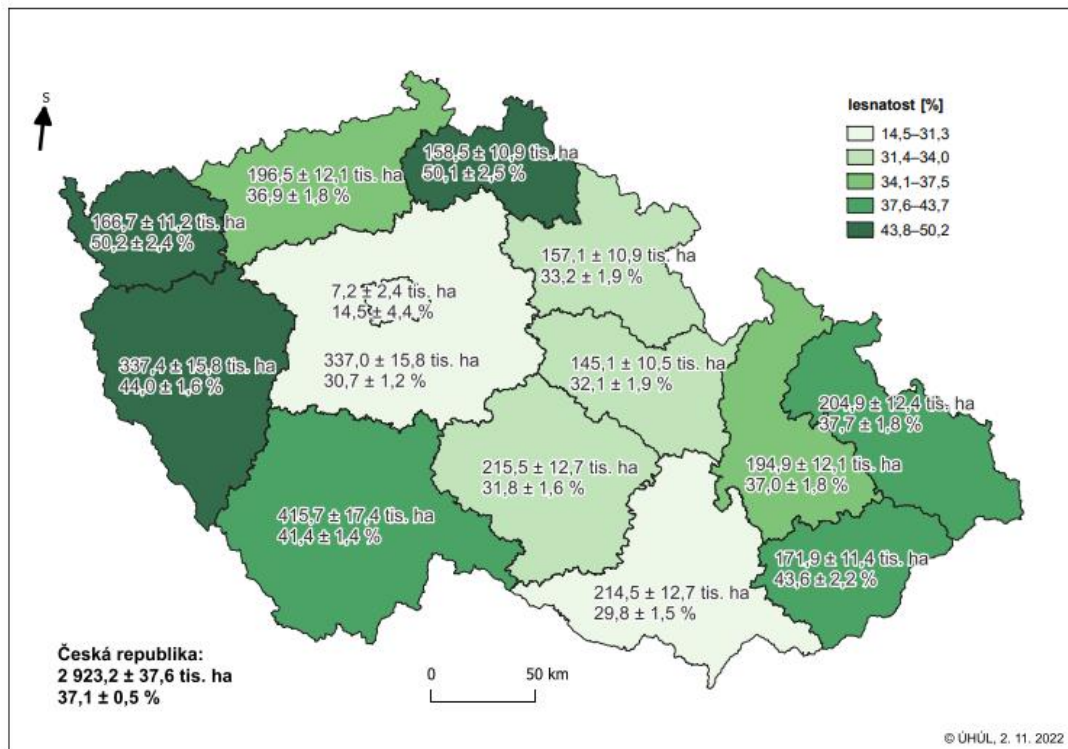 S
lesnatost [%]
14,5–31,3
31,4–34,0
34,1–37,5
37,6–43,7
43,8–50,2
158,5 ± 10,9 tis. ha
50,1 ± 2,5 %
196,5 ± 12,1 tis. ha
36,9 ± 1,8 %
166,7 ± 11,2 tis. ha
50,2 ± 2,4 %
157,1 ± 10,9 tis. ha
33,2 ± 1,9 %
7,2 ± 2,4 tis. ha
14,5 ± 4,4 %
337,4 ± 15,8 tis. ha
44,0 ± 1,6 %
337,0 ± 15,8 tis. ha
30,7 ± 1,2 %
145,1 ± 10,5 tis. ha
32,1 ± 1,9 %
204,9 ± 12,4 tis. ha
37,7 ± 1,8 %
215,5 ± 12,7 tis. ha
31,8 ± 1,6 %
194,9 ± 12,1 tis. ha
37,0 ± 1,8 %
415,7 ± 17,4 tis. ha
41,4 ± 1,4 %
171,9 ± 11,4 tis. ha
43,6 ± 2,2 %
214,5 ± 12,7 tis. ha
29,8 ± 1,5 %
Česká republika:
2 923,2 ± 37,6 tis. ha
37,1 ± 0,5 %
0 50 km
© ÚHÚL, 2. 11. 2022